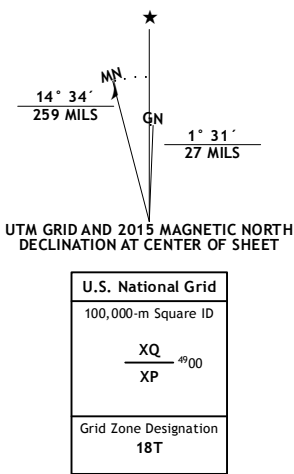 ★
MN
14° 34´
259 MILS
GN
1° 31´
27 MILS
UTM GRID AND 2015 MAGNETIC NORTH
DECLINATION AT CENTER OF SHEET
U.S. National Grid
100,000-m Square ID
XQ
4900
XP
Grid Zone Designation
18T